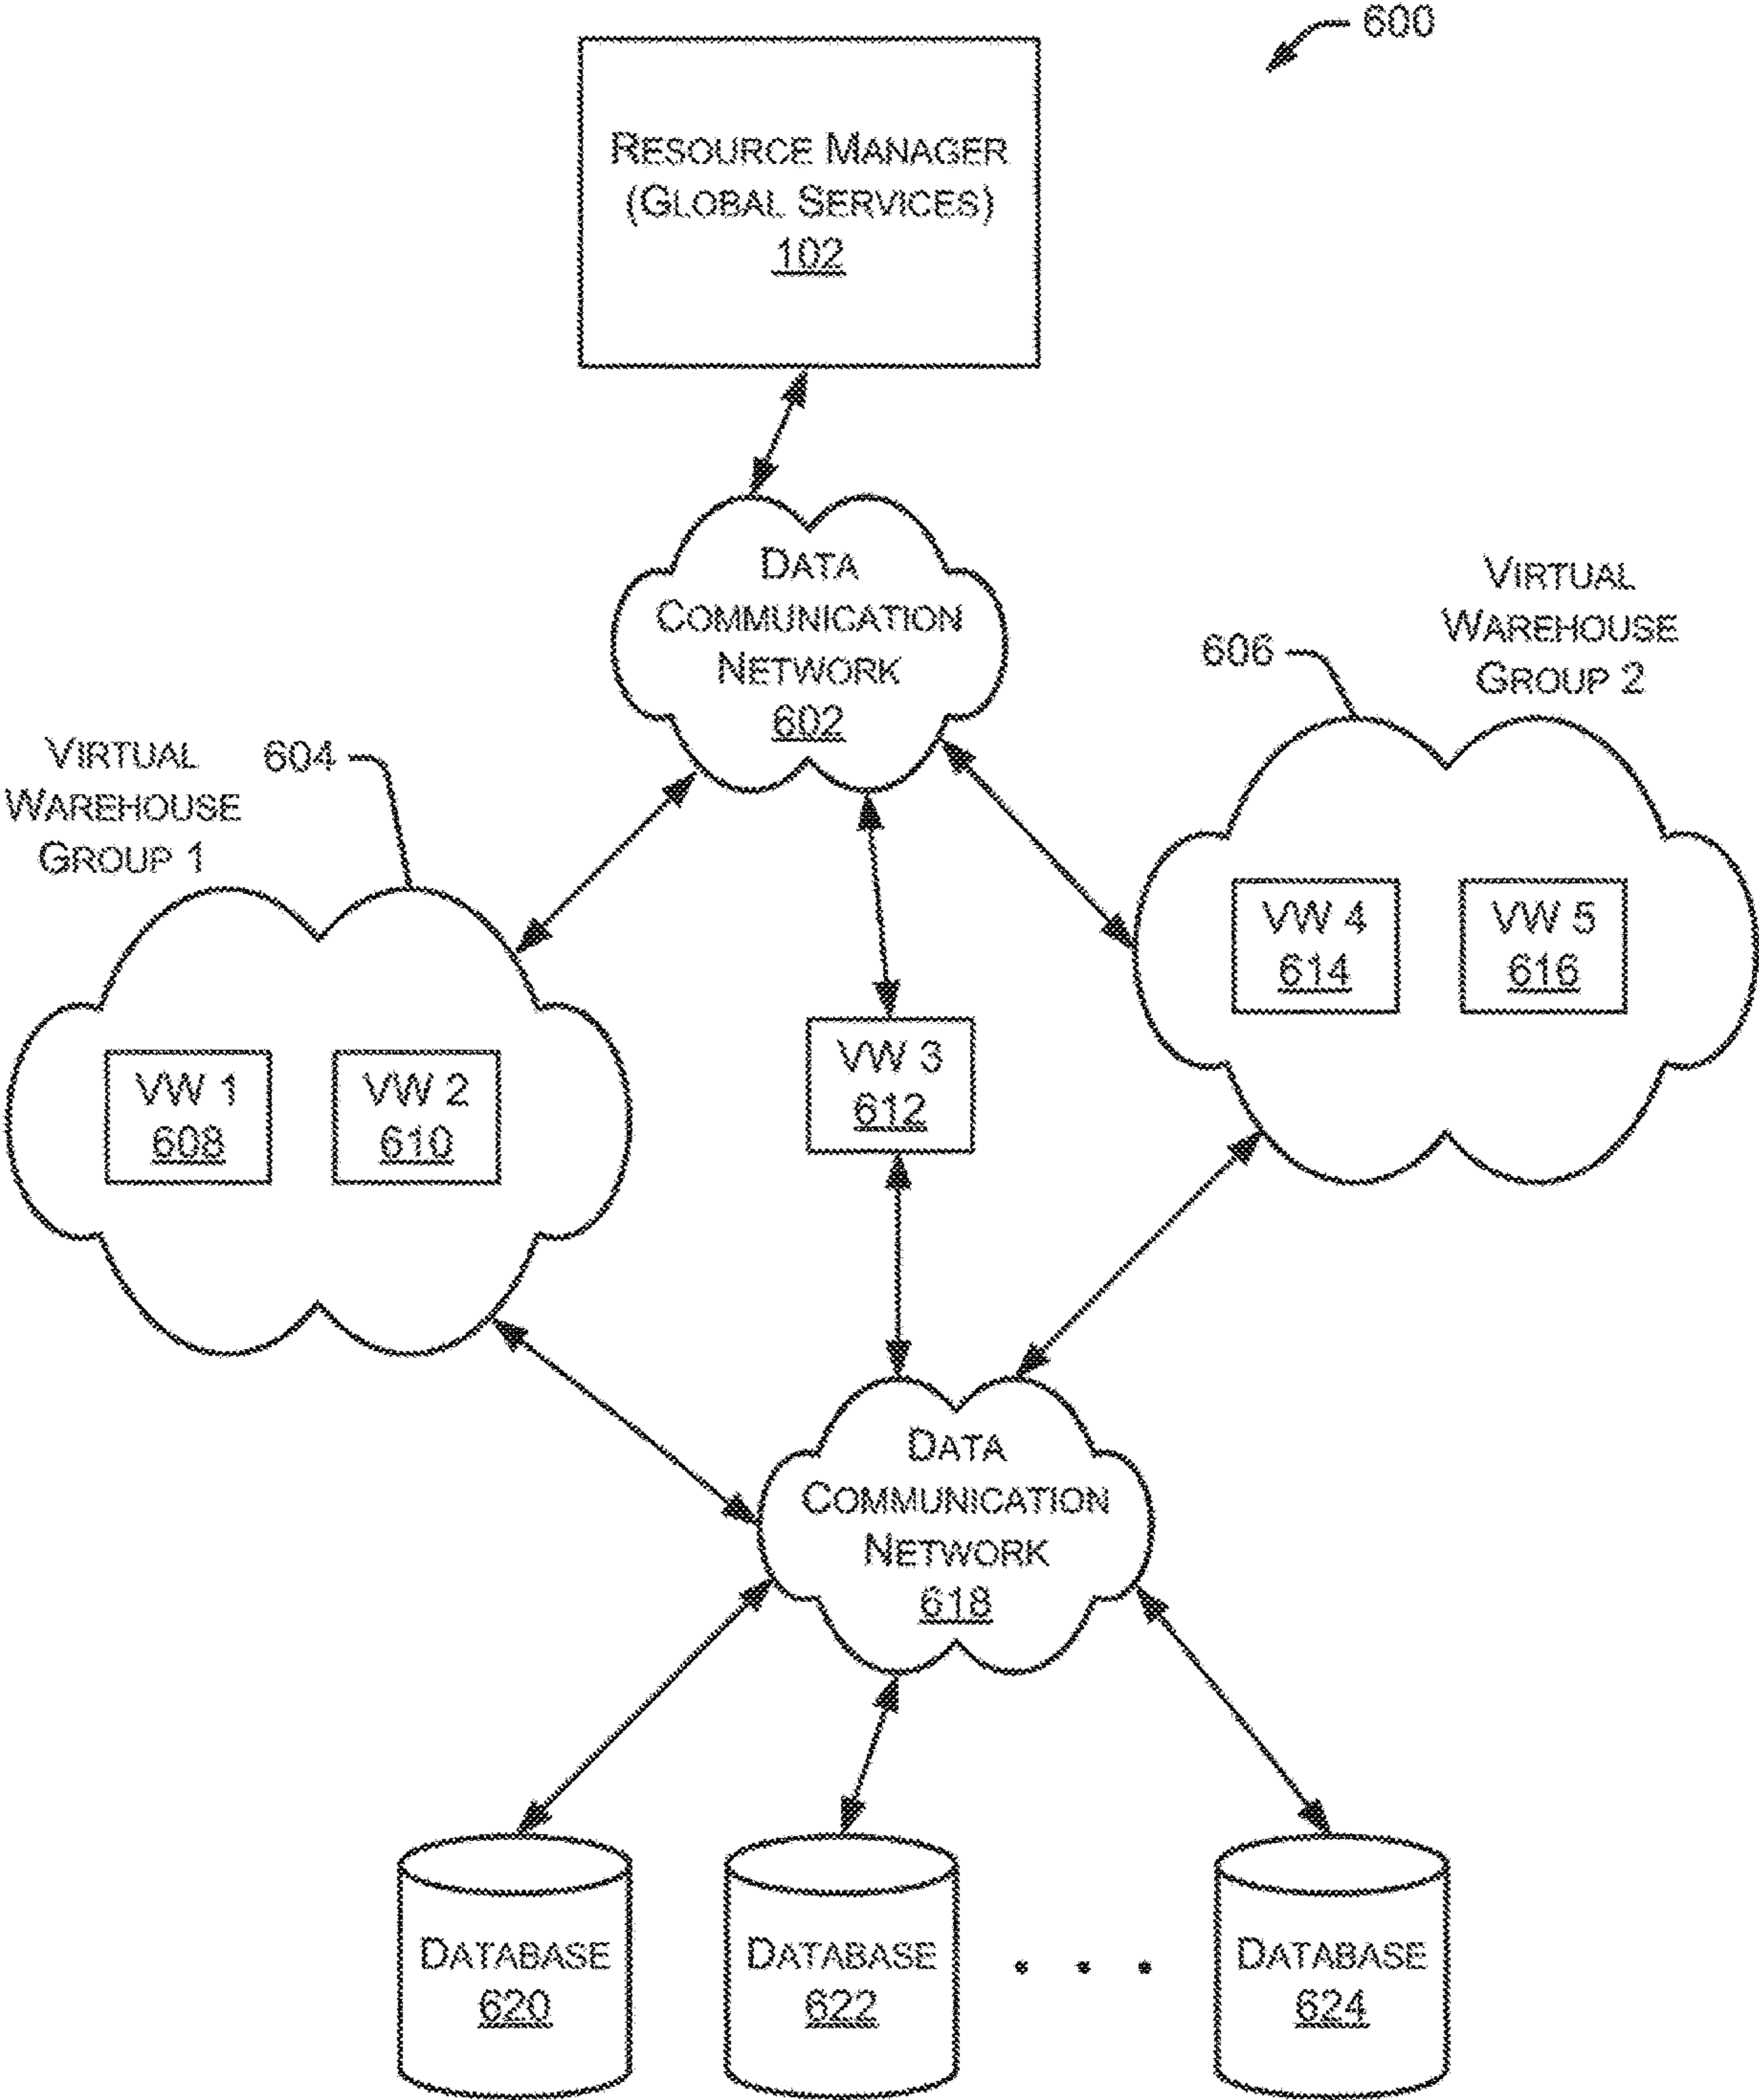 600
RESOURCE MANAGER
(GLOBAL SERVICES)
102
DATA
COMMUNICATION
NETWORK
602
VIRTUAL
WAREHOUSE
GROUP 2
606
VIRTUAL
WAREHOUSE
GROUP 1
604
VW 4
614
VW 5
616
VW 3
612
VW 1
608
VW 2
610
DATA
COMMUNICATION
NETWORK
618
DATABASE
620
DATABASE
622
. . .
DATABASE
624